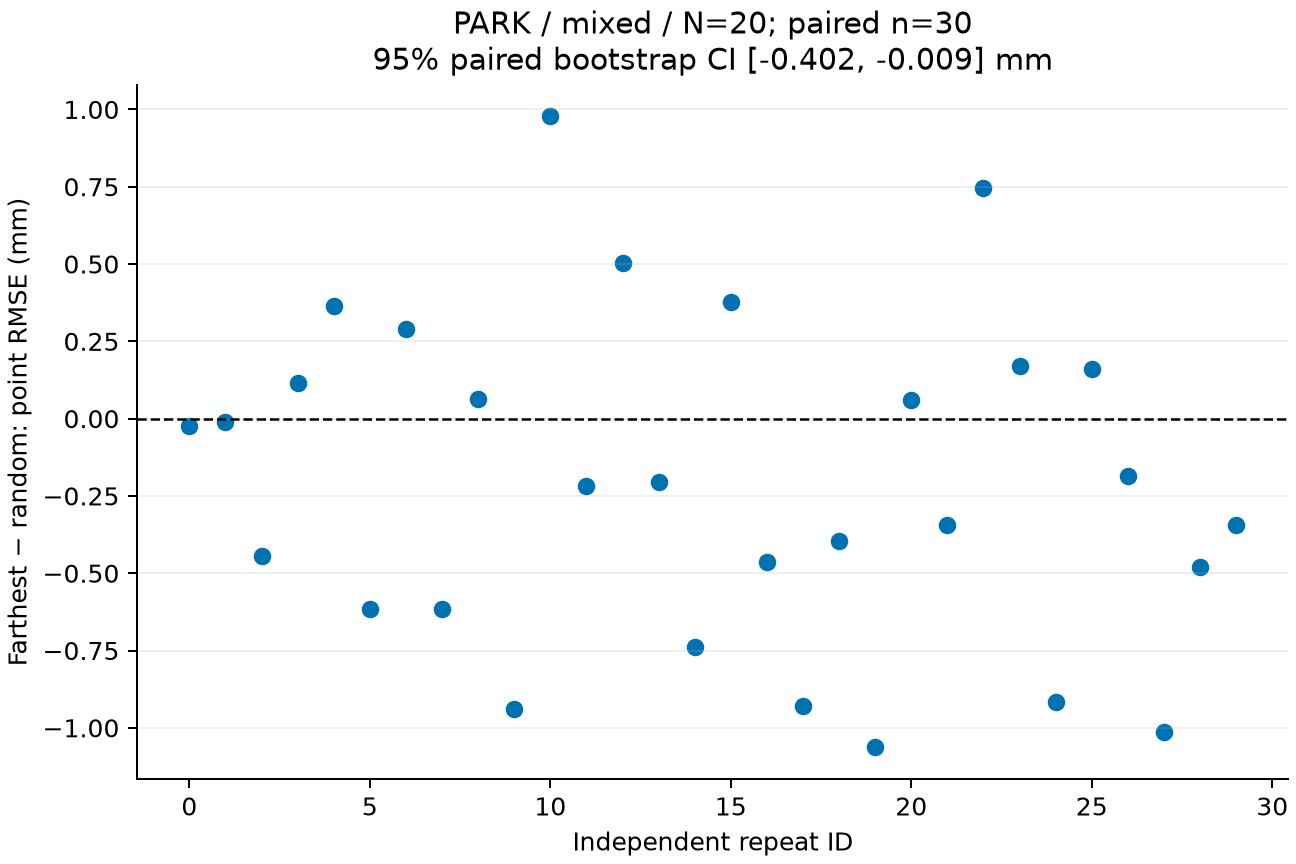 PARK / mixed / N=20; paired n=30
95% paired bootstrap CI [-0.402, -0.009] mm
Farthest − random: point RMSE (mm)
1.00
0.75
0.50
0.25
0.00
−0.25
−0.50
−0.75
−1.00
0 5 10 15 20 25 30
Independent repeat ID